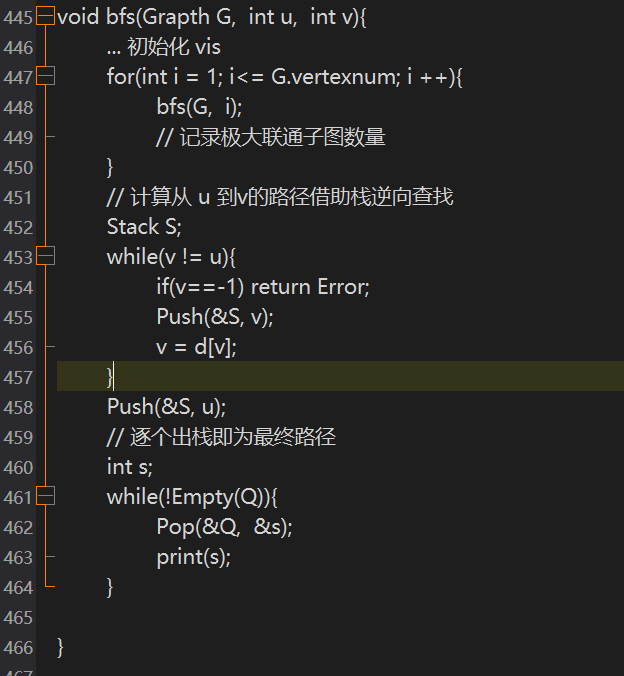 445 void bfs(Grapth G, int u, int v){
446 ... 初始化 vis
447 for(int i = 1; i<= G.vertexnum; i ++){
448 bfs(G, i);
449 // 记录极大联通子图数量
450 }
451 // 计算从 u 到v的路径借助栈逆向查找
452 Stack S;
453 while(v != u){
454 if(v==-1) return Error;
455 Push(&S, v);
456 v = d[v];
457 }
458 Push(&S, u);
459 // 逐个出栈即为最终路径
460 int s;
461 while(!Empty(Q)){
462 Pop(&Q, &s);
463 print(s);
464 }
465
466 }
467